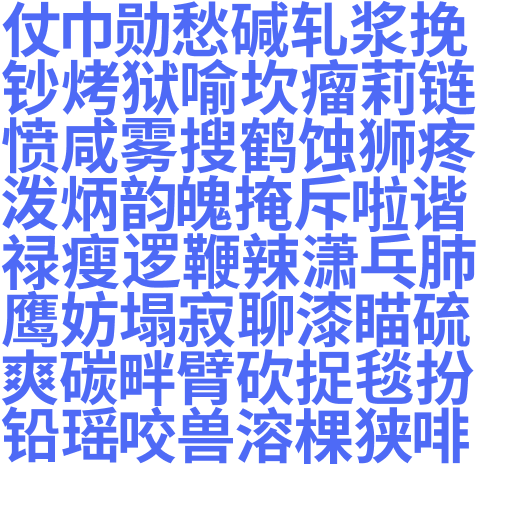 仗巾勋愁碱轧浆挽
钞烤狱喻坎瘤莉链
愤咸雾搜鹤蚀狮疼
泼炳韵魄掩斥啦谐
禄瘦逻鞭辣潇乓肺
鹰妨塌寂聊漆瞄硫
爽碳畔臂砍捉毯扮
铅瑶咬兽溶棵狭啡